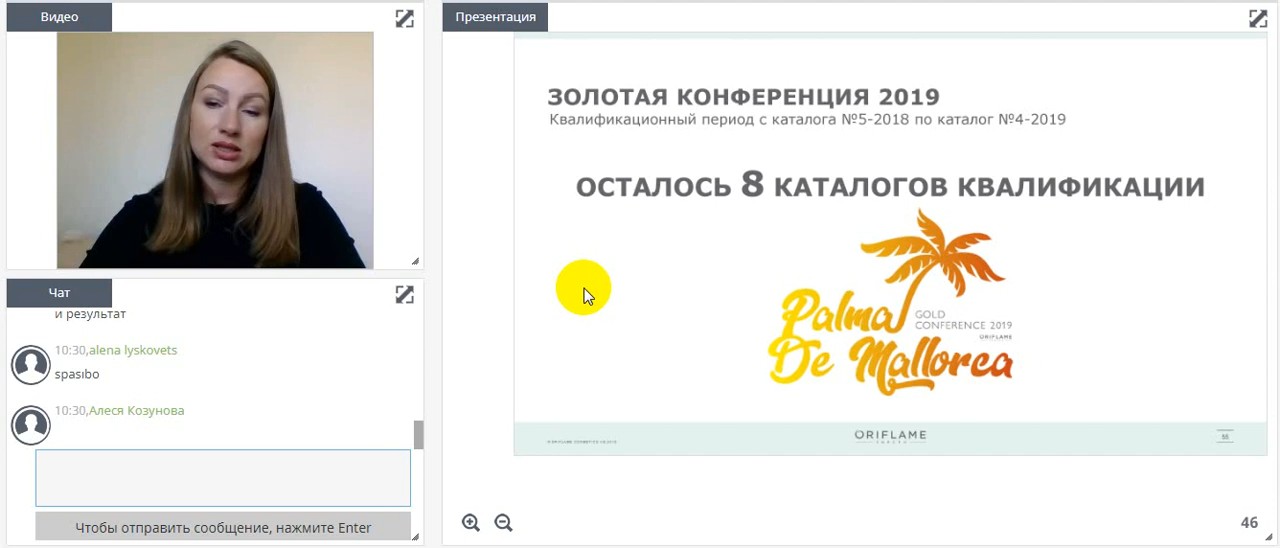 Видео
Чат
и результат
10:30,alena lyskovets
spasıbo
10:30,Алеся Козунова
Чтобы отправить сообщение, нажмите Enter
Презентация
ЗОЛОТАЯ КОНФЕРЕНЦИЯ 2019
Квалификационный период с каталога №5-2018 по каталог №4-2019
ОСТАЛОСЬ 8 КАТАЛОГОВ КВАЛИФИКАЦИИ
Palma
De Mallorca
GOLD
CONFERENCE 2019
ORIFLAME
ORIFLAME
SWEDEN
46